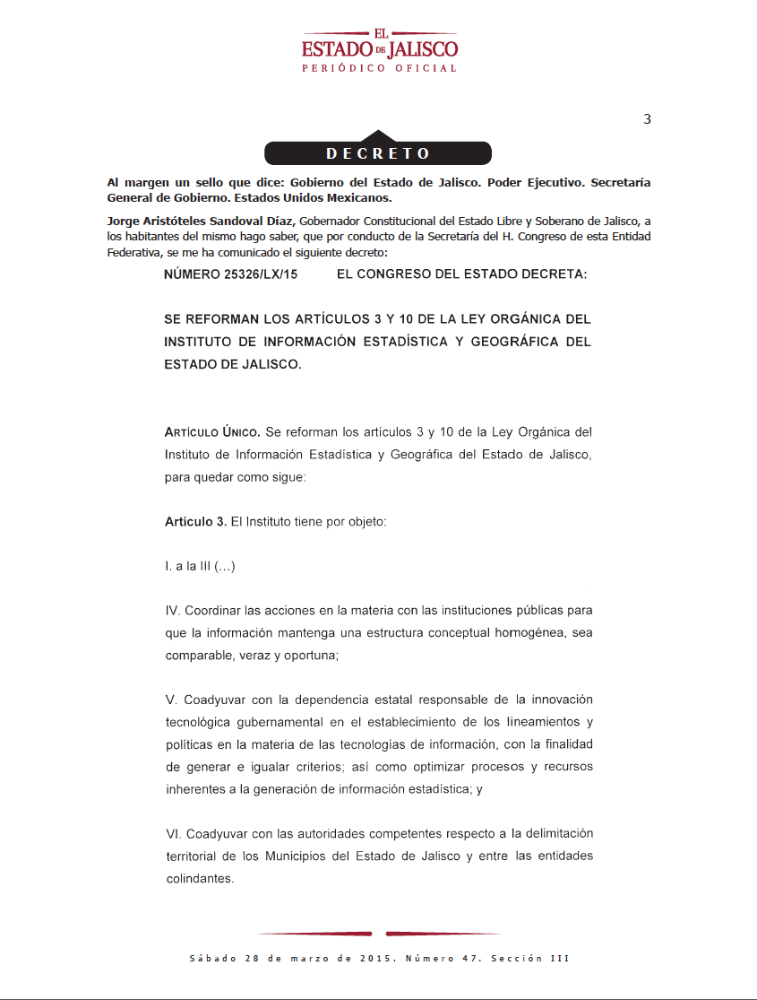 EL
ESTADO DE JALISCO
PERIÓDICO OFICIAL
3
DECRETO
Al margen un sello que dice: Gobierno del Estado de Jalisco. Poder Ejecutivo. Secretaría
General de Gobierno. Estados Unidos Mexicanos.
Jorge Aristóteles Sandoval Díaz, Gobernador Constitucional del Estado Libre y Soberano de Jalisco, a
los habitantes del mismo hago saber, que por conducto de la Secretaría del H. Congreso de esta Entidad
Federativa, se me ha comunicado el siguiente decreto:
NÚMERO 25326/LX/15 EL CONGRESO DEL ESTADO DECRETA:
SE REFORMAN LOS ARTÍCULOS 3 Y 10 DE LA LEY ORGÁNICA DEL
INSTITUTO DE INFORMACIÓN ESTADÍSTICA Y GEOGRÁFICA DEL
ESTADO DE JALISCO.
ARTÍCULO ÚNICO. Se reforman los artículos 3 y 10 de la Ley Orgánica del
Instituto de Información Estadística y Geográfica del Estado de Jalisco,
para quedar como sigue:
Artículo 3. El Instituto tiene por objeto:
I. a la III (...)
IV. Coordinar las acciones en la materia con las instituciones públicas para
que la información mantenga una estructura conceptual homogénea, sea
comparable, veraz y oportuna;
V. Coadyuvar con la dependencia estatal responsable de la innovación
tecnológica gubernamental en el establecimiento de los lineamientos y
políticas en la materia de las tecnologías de información, con la finalidad
de generar e igualar criterios; así como optimizar procesos y recursos
inherentes a la generación de información estadística; y
VI. Coadyuvar con las autoridades competentes respecto a la delimitación
territorial de los Municipios del Estado de Jalisco y entre las entidades
colindantes.
Sábado 28 de marzo de 2015. Número 47. Sección III